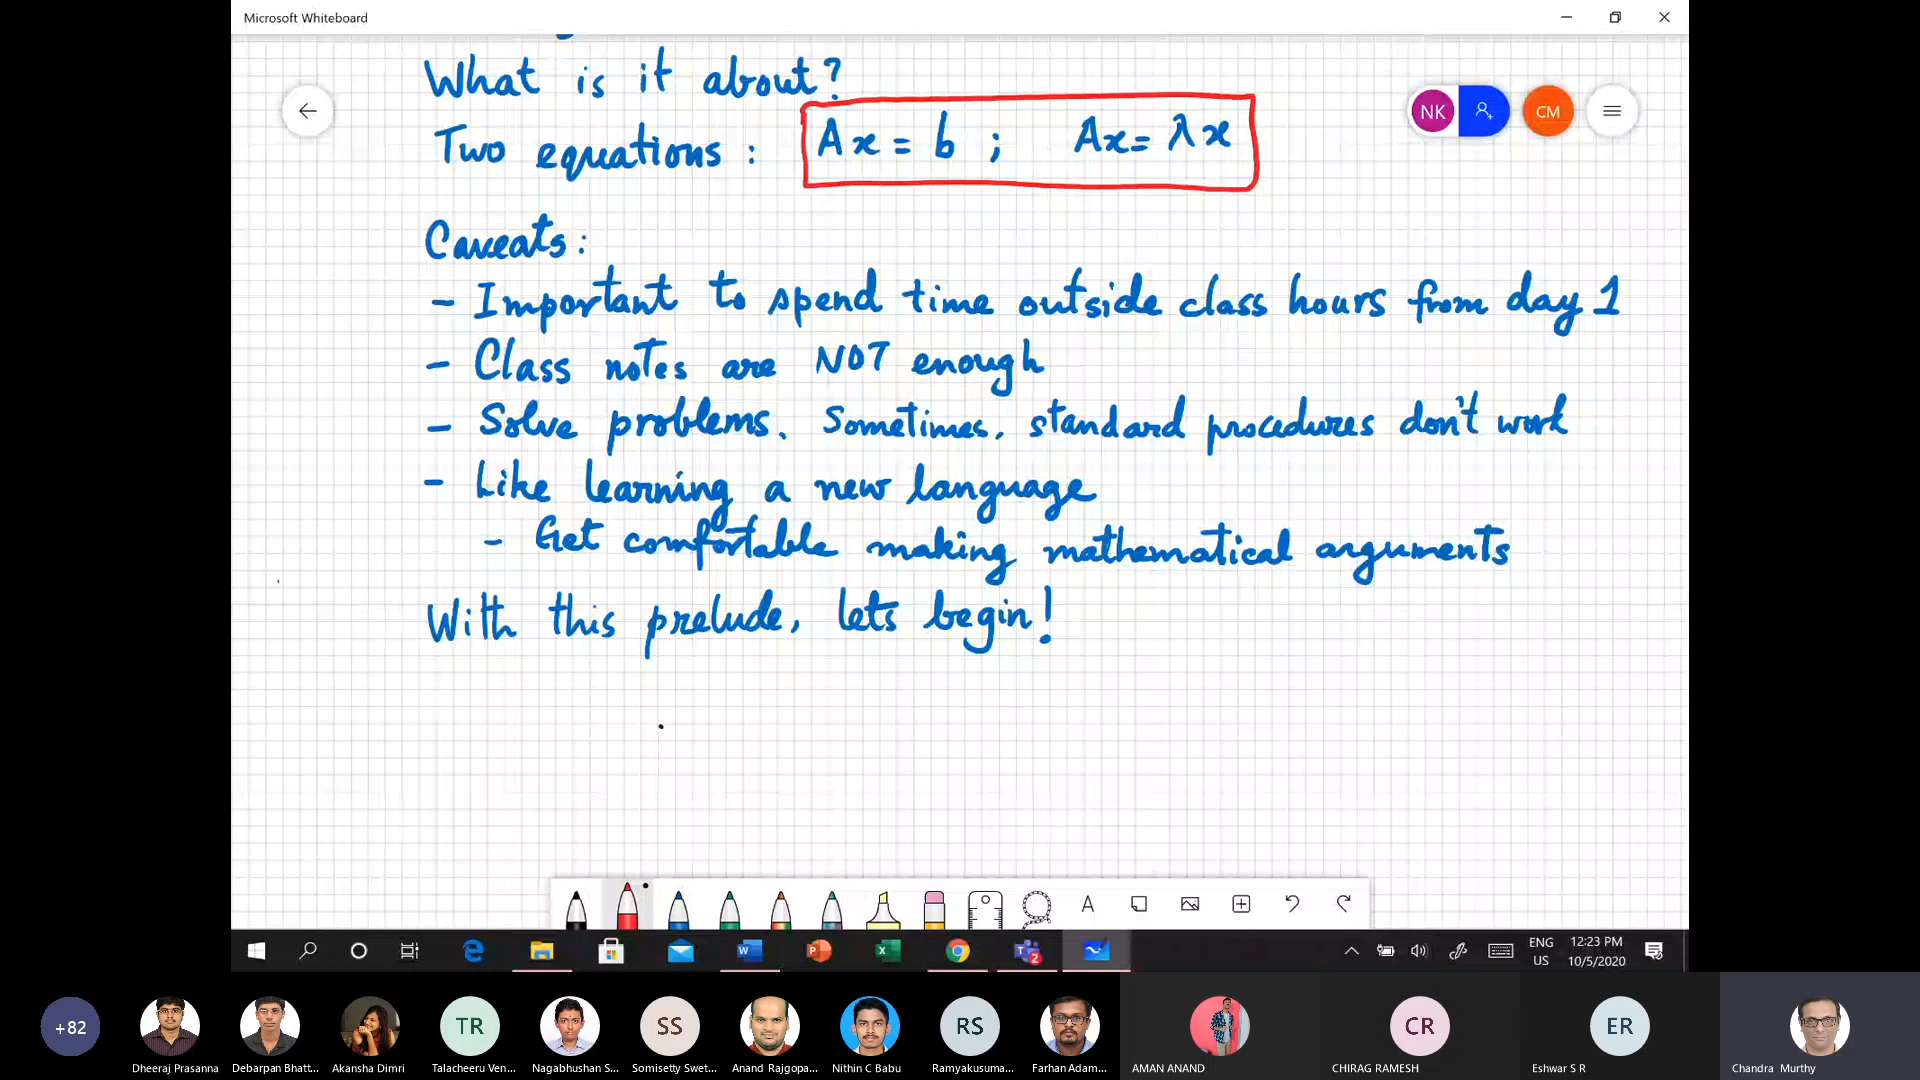 Microsoft Whiteboard
What is it about?
Two equations : Ax = b ; Ax = λx
NK
CM
Caveats :
- Important to spend time outside class hours from day 1
- Class notes are NOT enough
- Solve problems. Sometimes, standard procedures don't work
- Like learning a new language
- Get comfortable making mathematical arguments
With this prelude, lets begin!
ENG 12:23 PM
US 10/5/2020
2
+82
TR
SS
RS
CR
ER
Dheeraj Prasanna
Debarpan Bhatt...
Akansha Dimri
Talacheeru Ven...
Nagabhushan S...
Somisetty Swet...
Anand Rajgopa...
Nithin C Babu
Ramyakusuma...
Farhan Adam...
AMAN ANAND
CHIRAG RAMESH
Eshwar S R
Chandra Murthy